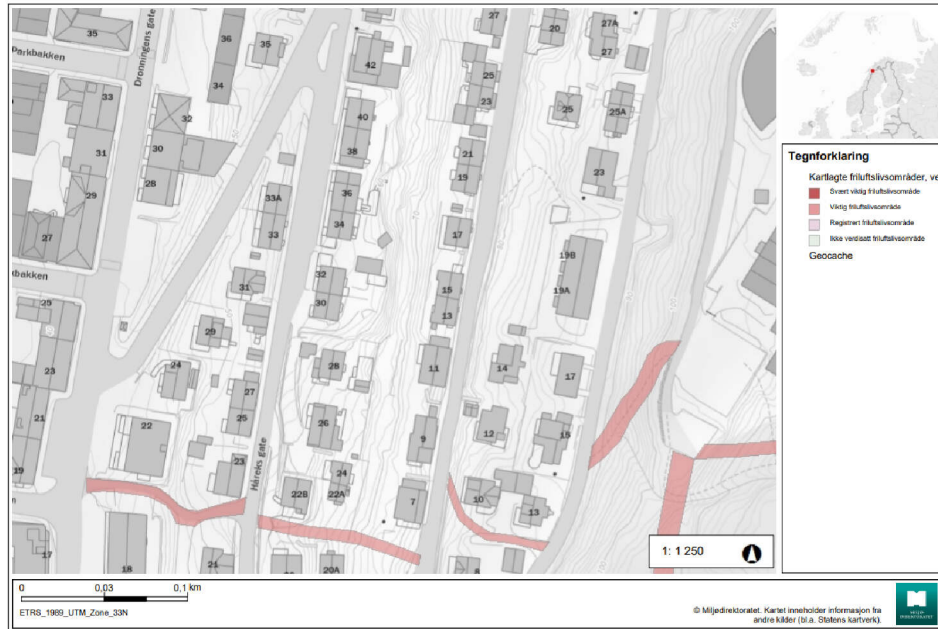 35
Parkbakken
Dronningens gate
36
35
42
27
20
27A
27
33
34
32
25
23
25
25A
40
31
30
38
21
23
28
29
33A
36
19
33
34
17
27
19B
kbakken
31
32
30
15
13
19A
29
25
28
11
14
17
23
24
27
22
25
26
9
12
15
21
Håreks gate
19
23
24
22B
22A
7
10
13
17
18
21
20A
8
1: 1 250
Tegnforklaring
Kartlagte friluftslivsområder, ve
Svært viktig friluftslivsområde
Viktig friluftslivsområde
Registrert friluftslivsområde
Ikke verdisatt friluftslivsområde
Geocache
0 0,03 0,1 km
ETRS_1989_UTM_Zone_33N
© Miljødirektoratet. Kartet inneholder informasjon fra
andre kilder (bl.a. Statens kartverk).
MILJØ-
DIREKTORATET